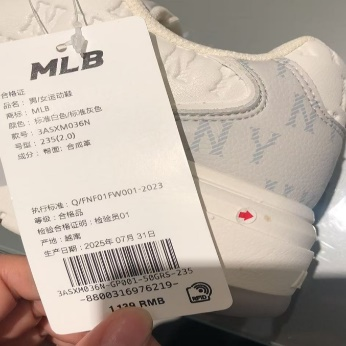 MLB
合格证
品名: 男/女运动鞋
商标: MLB
颜色: 标准白色/标准灰色
款号: 3ASXM036N
号型: 235(2.0)
成分: 帮面: 合成革
执行标准: Q/FNF01FW001-2023
等级: 合格品
检验合格证明: 检验员01
产地: 越南
生产日期: 2025年07月31日
3ASXM036N-GP001-50GRS-235
-8800316976219-
RFID
1,139 RMB
NY